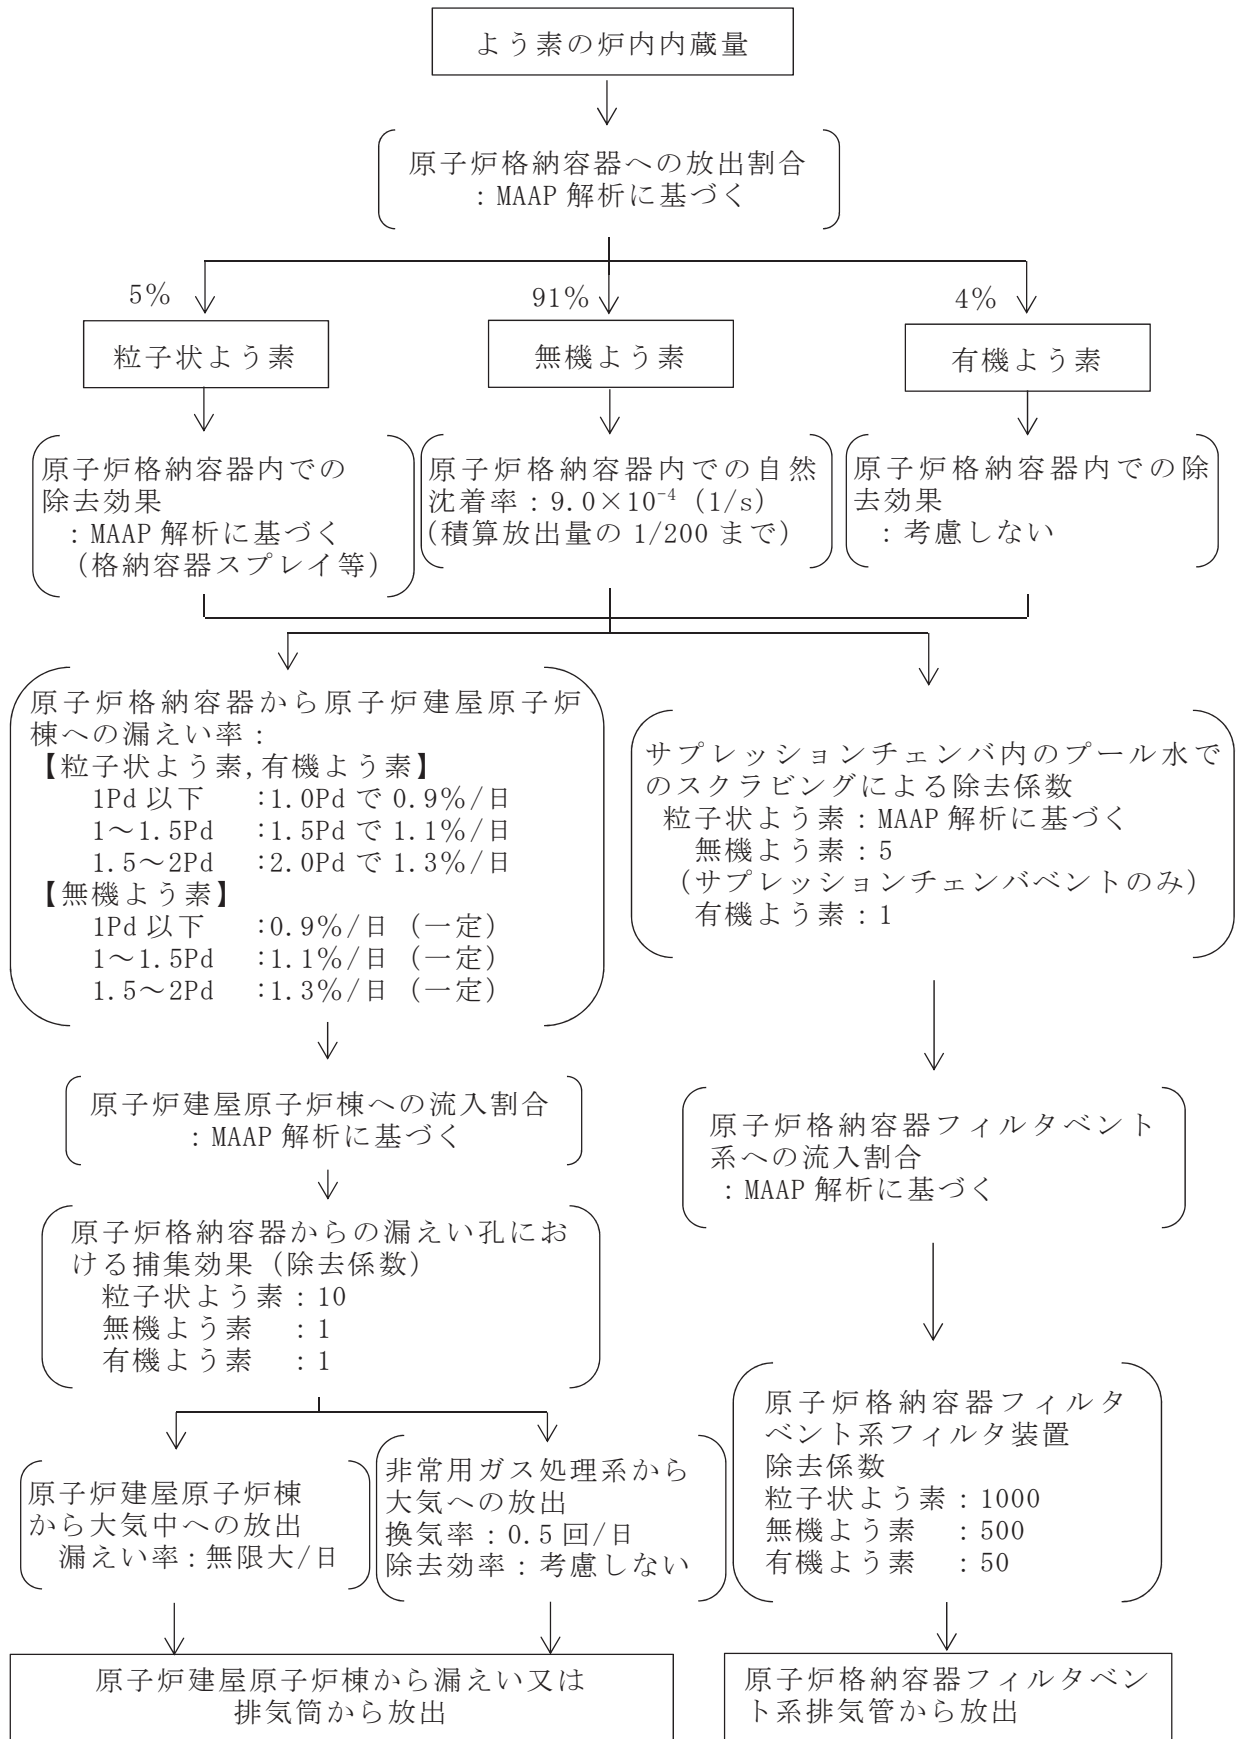 よう素の炉内内蔵量
原子炉格納容器への放出割合
：MAAP 解析に基づく
5%
91%
4%
粒子状よう素
無機よう素
有機よう素
原子炉格納容器内での
除去効果
：MAAP 解析に基づく
（格納容器スプレイ等）
原子炉格納容器内での自然
沈着率：9.0×10⁻⁴（1/s）
（積算放出量の 1/200 まで）
原子炉格納容器内での除
去効果
：考慮しない
原子炉格納容器から原子炉建屋原子炉
棟への漏えい率：
【粒子状よう素,有機よう素】
1Pd 以下　：1.0Pd で 0.9%/日
1～1.5Pd　：1.5Pd で 1.1%/日
1.5～2Pd　：2.0Pd で 1.3%/日
【無機よう素】
1Pd 以下　：0.9%/日（一定）
1～1.5Pd　：1.1%/日（一定）
1.5～2Pd　：1.3%/日（一定）
サプレッションチェンバ内のプール水で
のスクラビングによる除去係数
粒子状よう素：MAAP 解析に基づく
無機よう素：5
（サプレッションチェンバベントのみ）
有機よう素：1
原子炉建屋原子炉棟への流入割合
：MAAP 解析に基づく
原子炉格納容器フィルタベント
系への流入割合
：MAAP 解析に基づく
原子炉格納容器からの漏えい孔にお
ける捕集効果（除去係数）
粒子状よう素：10
無機よう素　：1
有機よう素　：1
原子炉建屋原子炉棟
から大気中への放出
漏えい率：無限大/日
非常用ガス処理系から
大気への放出
換気率：0.5 回/日
除去効率：考慮しない
原子炉格納容器フィルタ
ベント系フィルタ装置
除去係数
粒子状よう素：1000
無機よう素　：500
有機よう素　：50
原子炉建屋原子炉棟から漏えい又は
排気筒から放出
原子炉格納容器フィルタベン
ト系排気管から放出